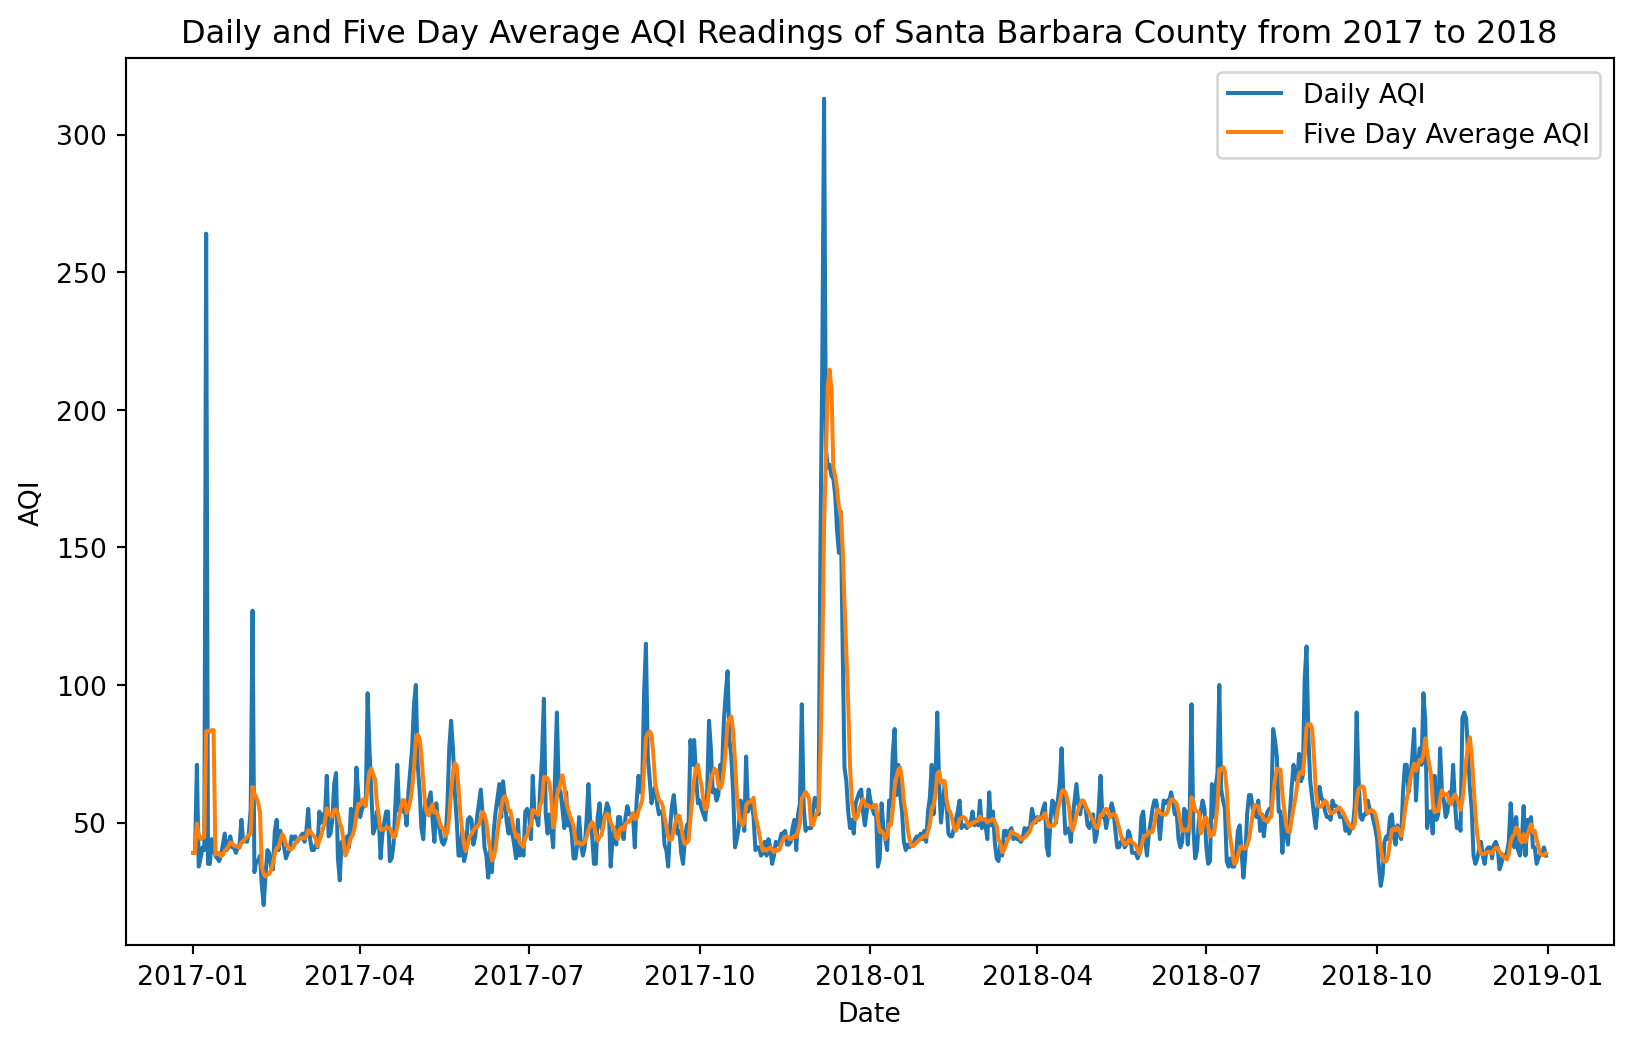 Daily and Five Day Average AQI Readings of Santa Barbara County from 2017 to 2018
Daily AQI
Five Day Average AQI
300
250
200
150
100
50
AQI
2017-01 2017-04 2017-07 2017-10 2018-01 2018-04 2018-07 2018-10 2019-01
Date